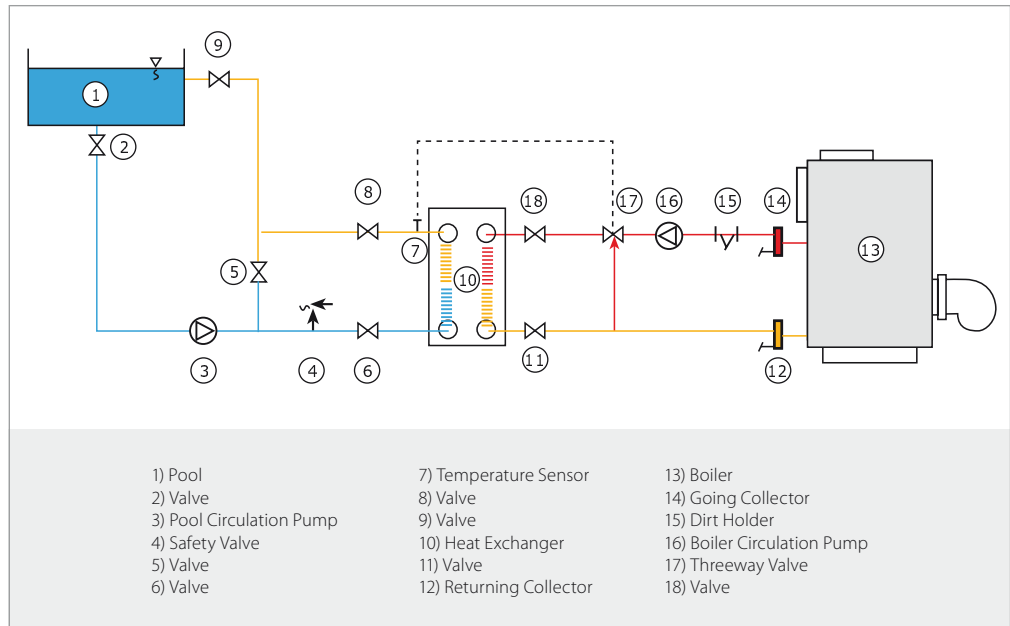 9
1
2
8
18
17
16
15
14
7
13
5
10
3
4
6
11
12
1) Pool
2) Valve
3) Pool Circulation Pump
4) Safety Valve
5) Valve
6) Valve
7) Temperature Sensor
8) Valve
9) Valve
10) Heat Exchanger
11) Valve
12) Returning Collector
13) Boiler
14) Going Collector
15) Dirt Holder
16) Boiler Circulation Pump
17) Threeway Valve
18) Valve